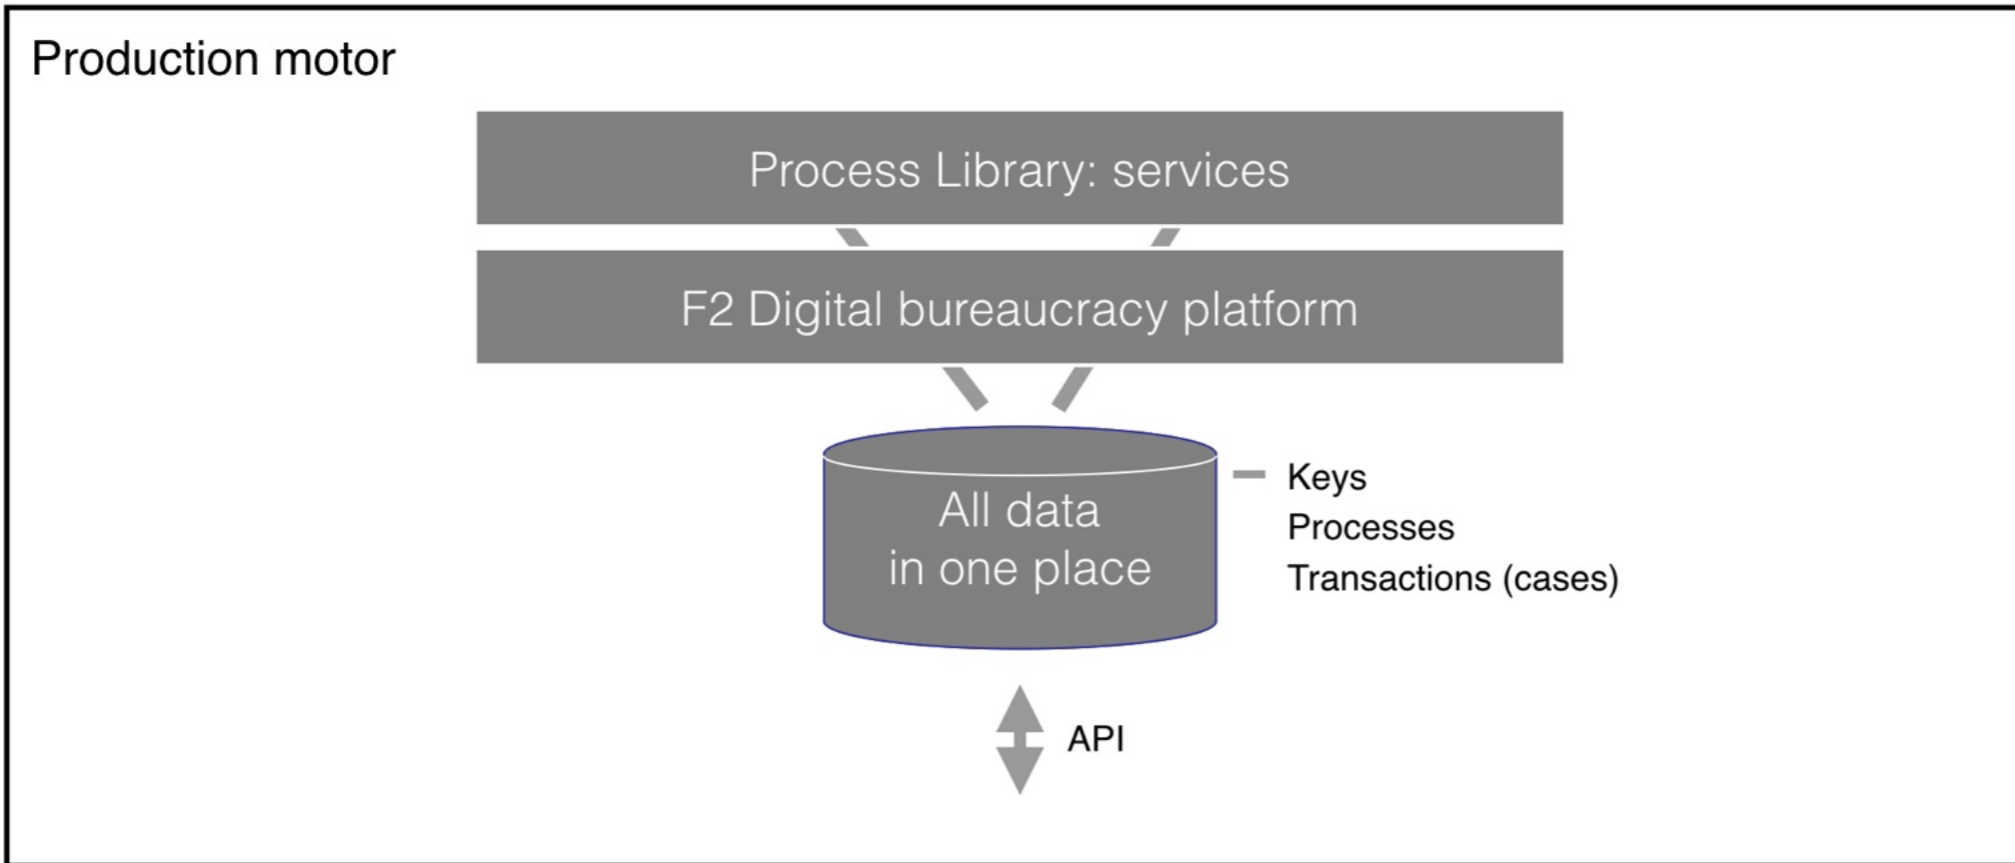 Production motor
Process Library: services
F2 Digital bureaucracy platform
All data
in one place
Keys
Processes
Transactions (cases)
API